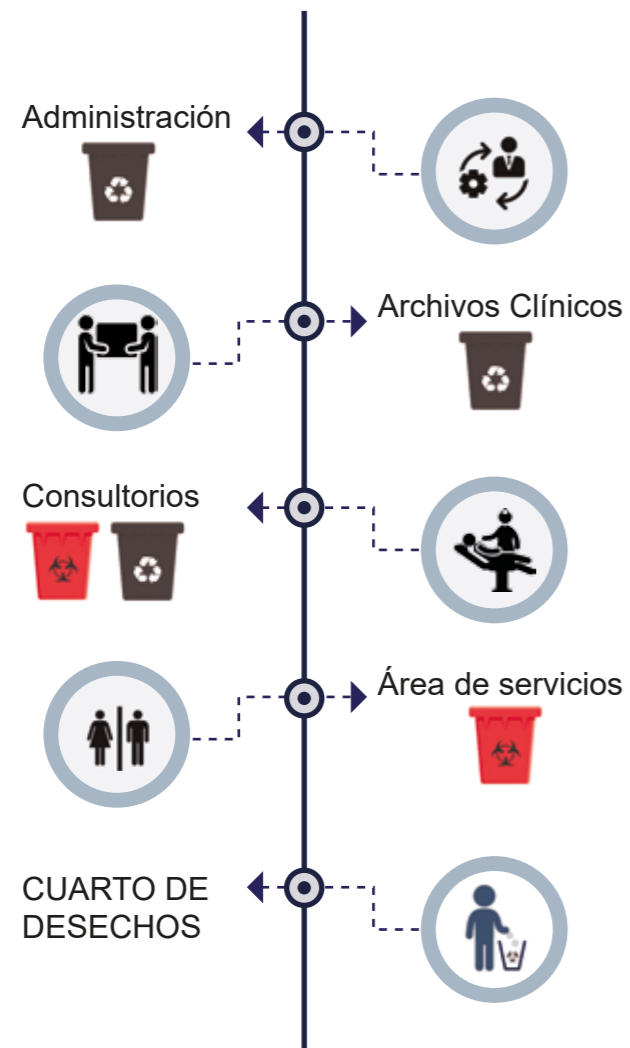 Administración
Archivos Clínicos
Consultorios
Área de servicios
CUARTO DE
DESECHOS